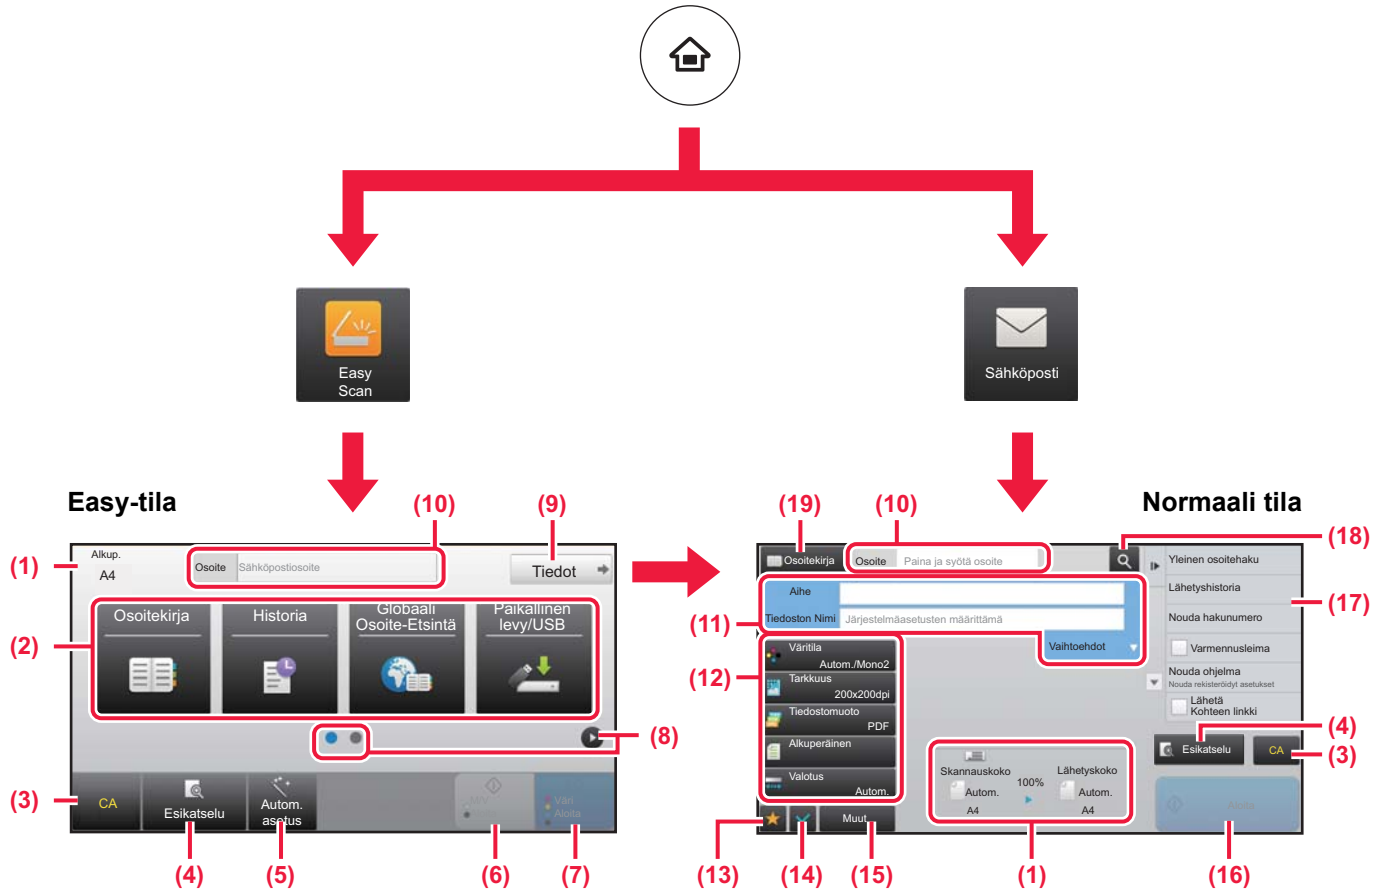 Easy
Scan
Sähköposti
Easy-tila
Normaali tila
(10)
(9)
(19)
(10)
(18)
(1)
Alkup.
A4
Osoite
Sähköpostiosoite
Tiedot
Osoitekirja
Osoite
Paina ja syötä osoite
Yleinen osoitehaku
Lähetyshistoria
(17)
Nouda hakunumero
Varmennusleima
Nouda ohjelma
Nouda rekisteröidyt asetukset
Lähetä
Kohteen linkki
(2)
Osoitekirja
Historia
Globaali
Osoite-Etsintä
Paikallinen
levy/USB
(11)
Aihe
Tiedoston Nimi
Järjestelmäasetusten määrittämä
Vaihtoehdot
(12)
Väritila
Autom./Mono2
Tarkkuus
200x200dpi
Tiedostomuoto
PDF
Alkuperäinen
Valotus
Autom.
(8)
(4)
Esikatselu
CA
(3)
Skannauskoko
Autom.
A4
100%
Lähetyskoko
Autom.
A4
(3)
CA
Esikatselu
Autom.
asetus
M/V
Väri
Aloita
Muut
Aloita
(4)
(5)
(6)
(7)
(13)
(14)
(15)
(1)
(16)